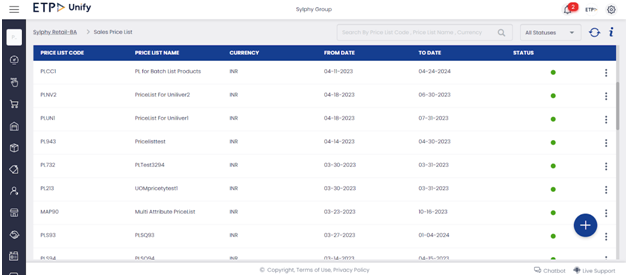 ETP Unify
Sylphy Group
2
ETP
Sylphy Retail-BA > Sales Price List
Search By Price List Code , Price List Name , Currency
All Statuses
PRICE LIST CODE PRICE LIST NAME CURRENCY FROM DATE TO DATE STATUS
PLCC1 PL for Batch List Products INR 04-11-2023 04-24-2024
PLNV2 PriceList For Uniliver2 INR 04-18-2023 06-30-2023
PLUN1 PriceList For Uniliver1 INR 04-18-2023 07-31-2023
PL943 Pricelisttest INR 04-14-2023 04-30-2023
PL732 PLTest3294 INR 03-30-2023 03-31-2023
PL213 UOMpricetytest1 INR 03-30-2023 03-31-2023
MAP90 Multi Attribute PriceList INR 03-23-2023 10-16-2023
PL593 PLSQ93 INR 03-27-2023 01-04-2024
PL594 PLSQ94 INR 03-14-2023 04-15-2023
© Copyright, Terms of Use, Privacy Policy
Chatbot
Live Support